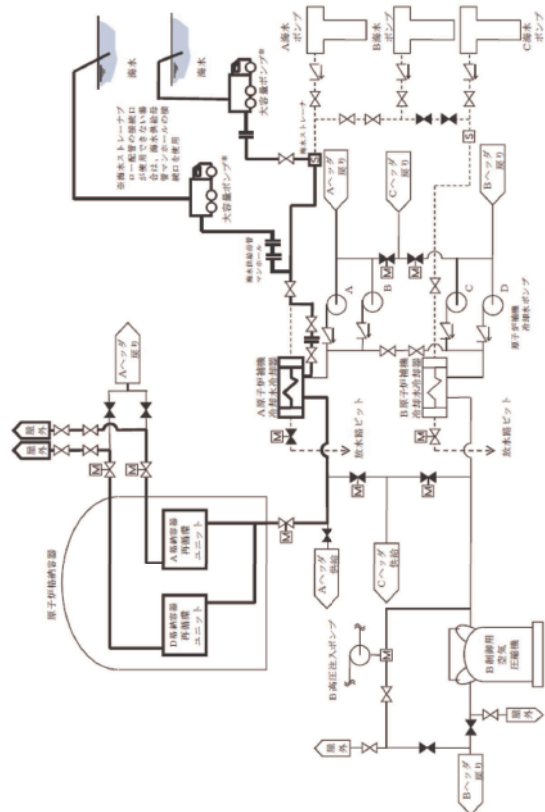 海水
海水
大容量ポンプ※
大容量ポンプ※
※海水ストレーナブ
ロー配管の接続口
が使用できない場
合は、海水供給母
管マンホールの接
続口を使用
海水供給母管
マンホール
海水ストレーナ
S
S
A海水
ポンプ
B海水
ポンプ
C海水
ポンプ
Aヘッダ
戻り
Cヘッダ
戻り
Bヘッダ
戻り
A
B
C
D
原子炉補機
冷却水ポンプ
A原子炉補機
冷却水冷却器
B原子炉補機
冷却水冷却器
放水路ピット
放水路ピット
M
M
M
M
屋外
屋外
Aヘッダ
戻り
M
M
原子炉格納容器
A格納容器
再循環
ユニット
D格納容器
再循環
ユニット
M
M
M
Aヘッダ
供給
Cヘッダ
供給
B高圧注入ポンプ
M
B制御用
空気
圧縮機
屋外
屋外
Bヘッダ
戻り